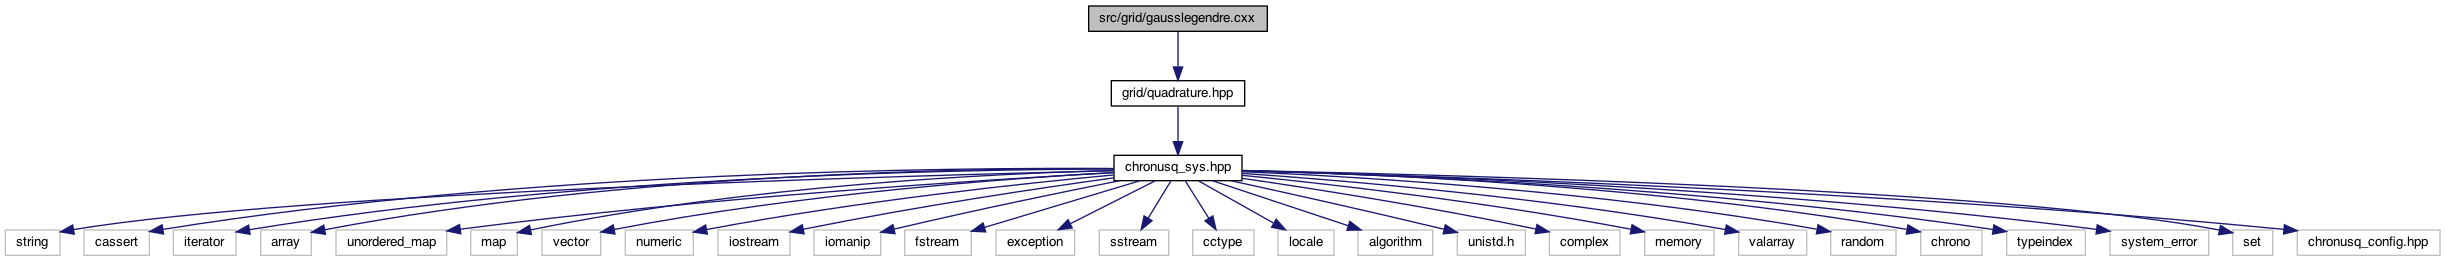 src/grid/gausslegendre.cxx
grid/quadrature.hpp
chronusq_sys.hpp
string
cassert
iterator
array
unordered_map
map
vector
numeric
iostream
iomanip
fstream
exception
sstream
cctype
locale
algorithm
unistd.h
complex
memory
valarray
random
chrono
typeindex
system_error
set
chronusq_config.hpp